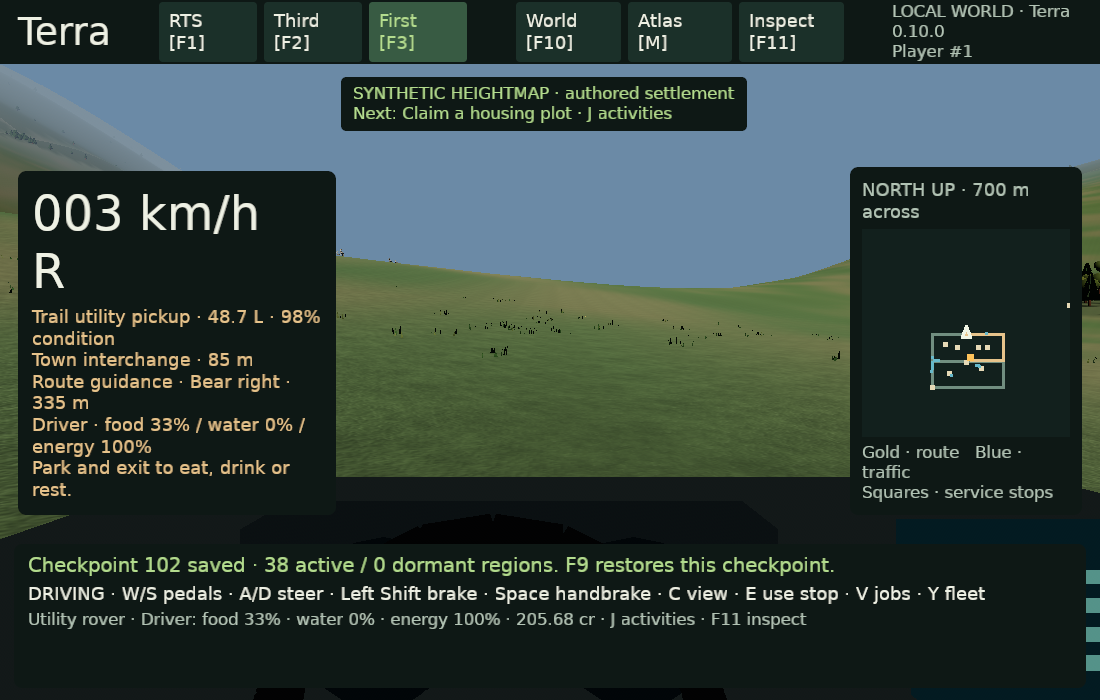 Terra
RTS
[F1]
Third
[F2]
First
[F3]
World
[F10]
Atlas
[M]
Inspect
[F11]
LOCAL WORLD · Terra
0.10.0
Player #1
SYNTHETIC HEIGHTMAP · authored settlement
Next: Claim a housing plot · J activities
003 km/h
R
Trail utility pickup · 48.7 L · 98%
condition
Town interchange · 85 m
Route guidance · Bear right ·
335 m
Driver · food 33% / water 0% /
energy 100%
Park and exit to eat, drink or
rest.
NORTH UP · 700 m
across
Gold · route Blue ·
traffic
Squares · service stops
Checkpoint 102 saved · 38 active / 0 dormant regions. F9 restores this checkpoint.
DRIVING · W/S pedals · A/D steer · Left Shift brake · Space handbrake · C view · E use stop · V jobs · Y fleet
Utility rover · Driver: food 33% · water 0% · energy 100% · 205.68 cr · J activities · F11 inspect